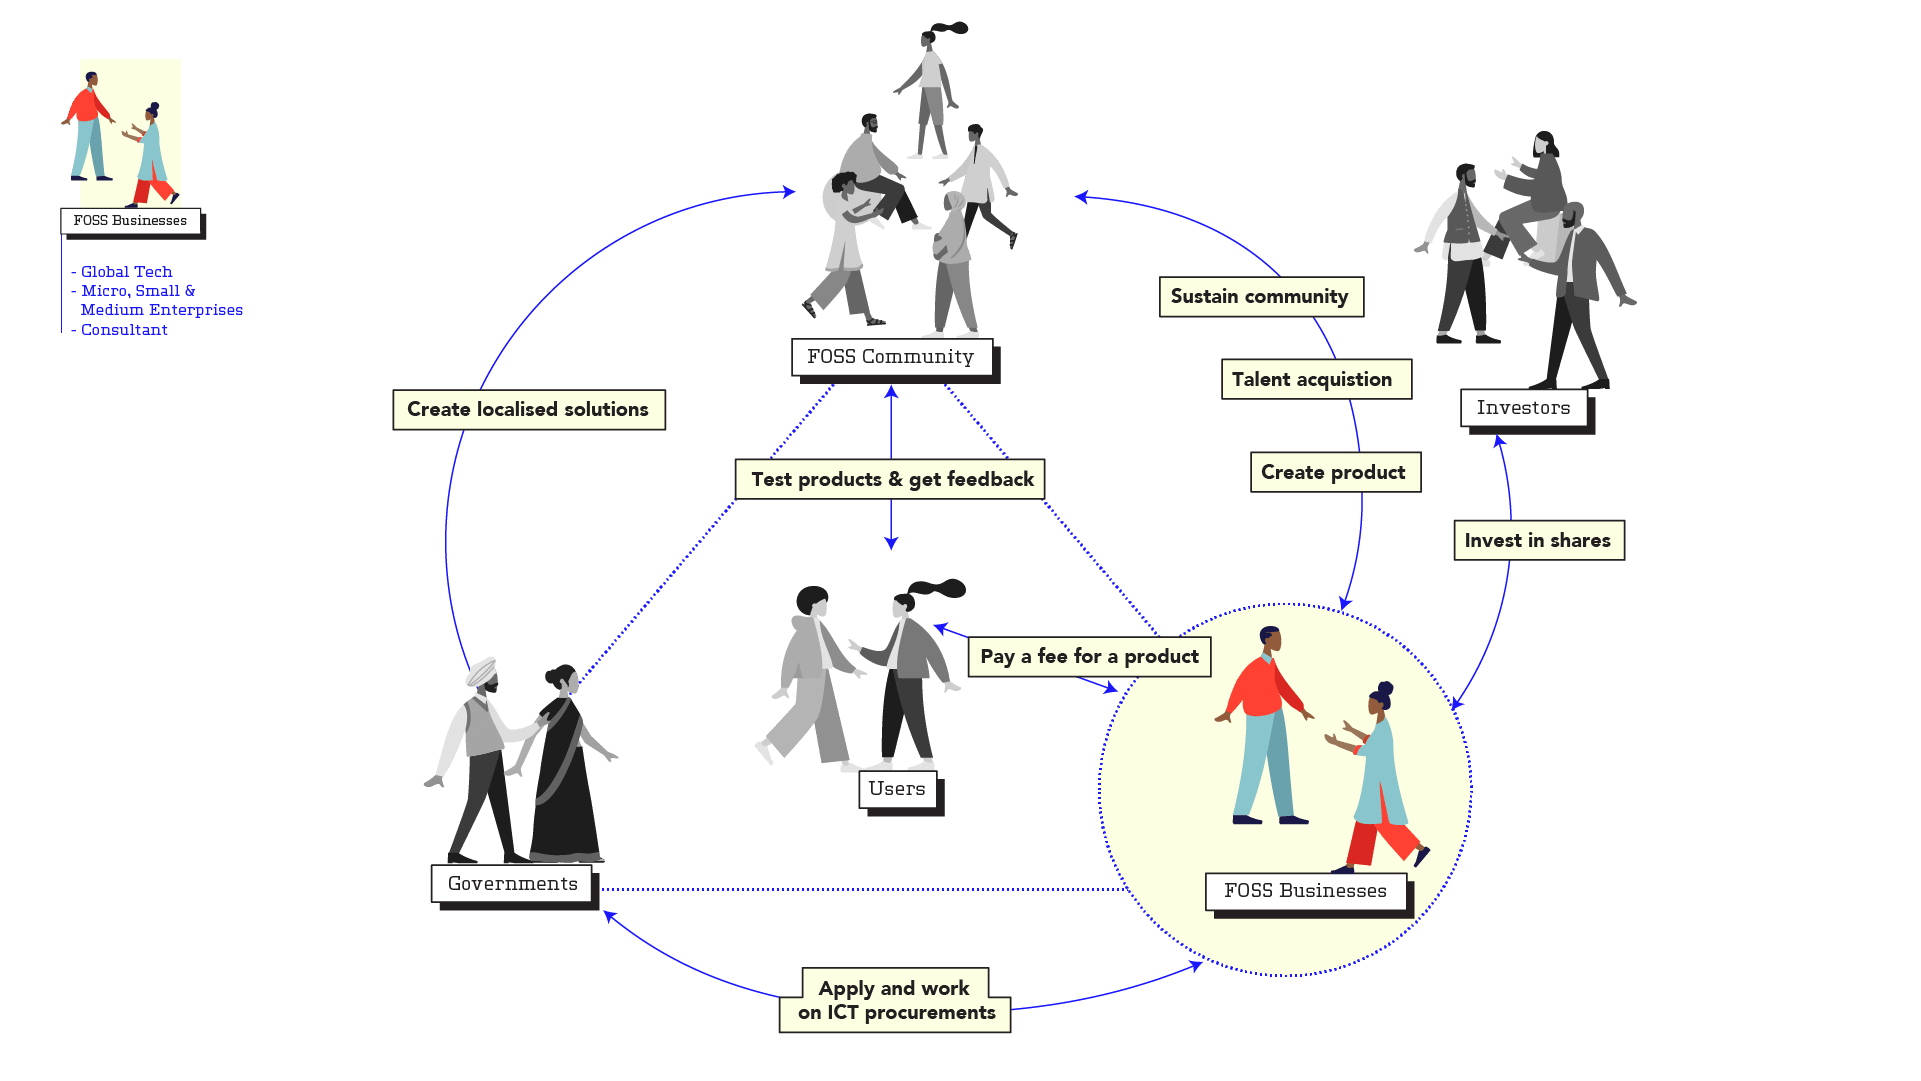 FOSS Businesses
- Global Tech
- Micro, Small &
Medium Enterprises
- Consultant
FOSS Community
Sustain community
Talent acquistion
Investors
Create localised solutions
Test products & get feedback
Create product
Invest in shares
Pay a fee for a product
Users
Governments
FOSS Businesses
Apply and work
on ICT procurements